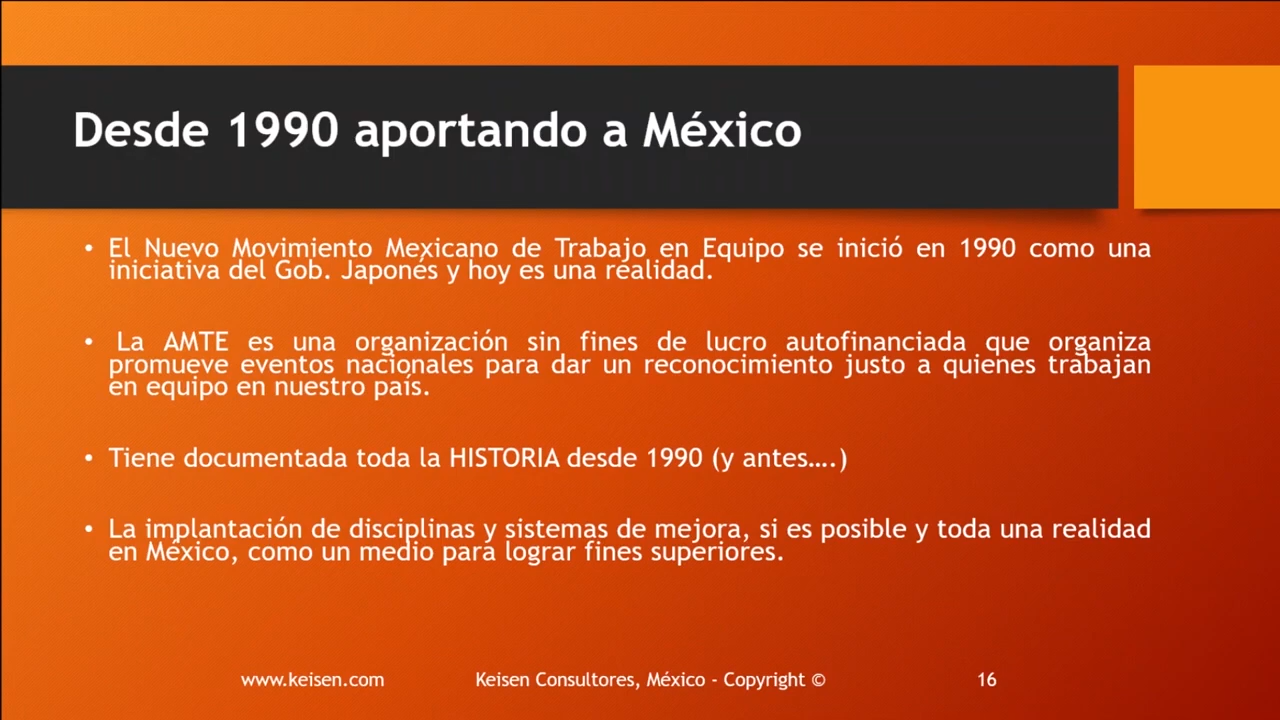 Desde 1990 aportando a México
• El Nuevo Movimiento Mexicano de Trabajo en Equipo se inició en 1990 como una
iniciativa del Gob. Japonés y hoy es una realidad.
• La AMTE es una organización sin fines de lucro autofinanciada que organiza
promueve eventos nacionales para dar un reconocimiento justo a quienes trabajan
en equipo en nuestro país.
• Tiene documentada toda la HISTORIA desde 1990 (y antes….)
• La implantación de disciplinas y sistemas de mejora, si es posible y toda una realidad
en México, como un medio para lograr fines superiores.
www.keisen.com Keisen Consultores, México - Copyright © 16